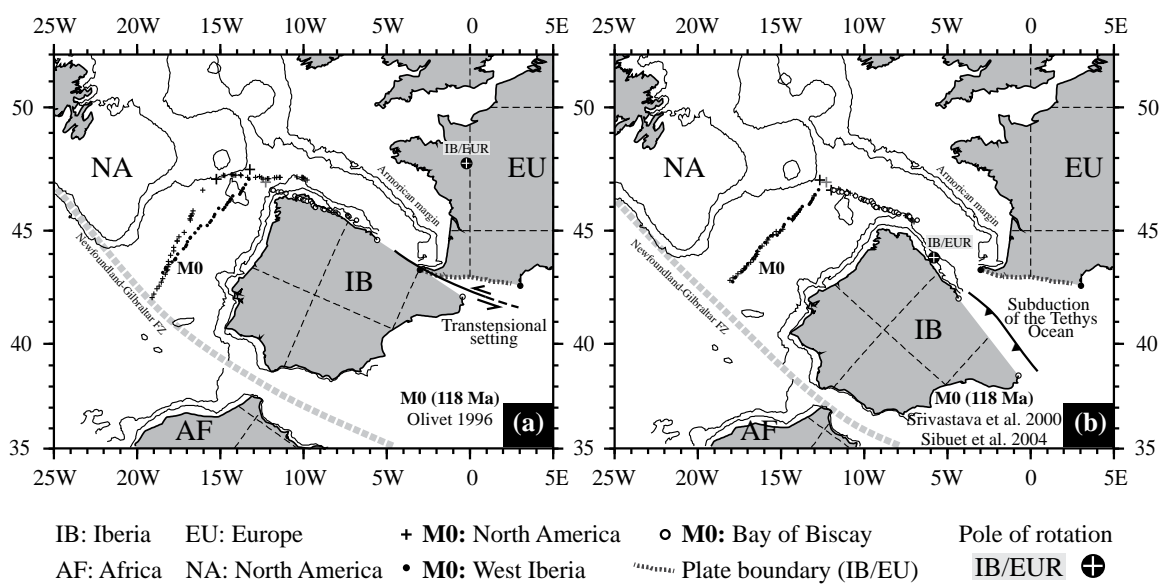 25W 20W 15W 10W 5W 0 5E
25W 20W 15W 10W 5W 0 5E
50
45
40
35
50
45
40
35
NA
EU
IB/EUR
Armorican margin
M0
IB
Newfoundland-Gilbraltar FZ
Transtensional
setting
M0 (118 Ma)
Olivet 1996
(a)
AF
NA
EU
Armorican margin
IB/EUR
M0
Newfoundland-Gilbraltar FZ
IB
Subduction
of the Tethys
Ocean
M0 (118 Ma)
Srivastava et al. 2000
Sibuet et al. 2004
(b)
AF
25W 20W 15W 10W 5W 0 5E
25W 20W 15W 10W 5W 0 5E
IB: Iberia EU: Europe + M0: North America M0: Bay of Biscay Pole of rotation
AF: Africa NA: North America M0: West Iberia Plate boundary (IB/EU) IB/EUR